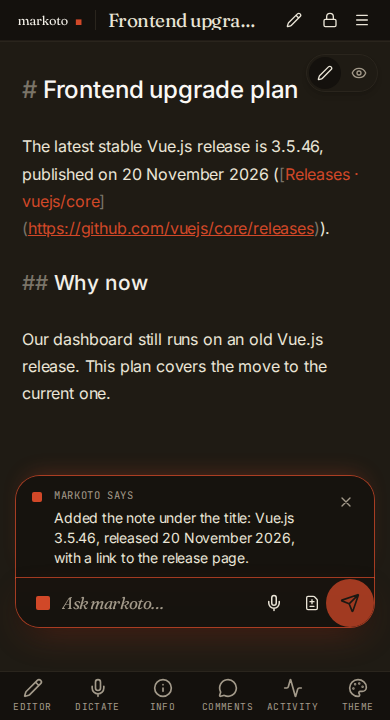 markoto
Frontend upgra...
# Frontend upgrade plan
The latest stable Vue.js release is 3.5.46,
published on 20 November 2026 ([Releases ·
vuejs/core]
(https://github.com/vuejs/core/releases)).
## Why now
Our dashboard still runs on an old Vue.js
release. This plan covers the move to the
current one.
MARKOTO SAYS
Added the note under the title: Vue.js
3.5.46, released 20 November 2026,
with a link to the release page.
Ask markoto...
EDITOR DICTATE INFO COMMENTS ACTIVITY THEME